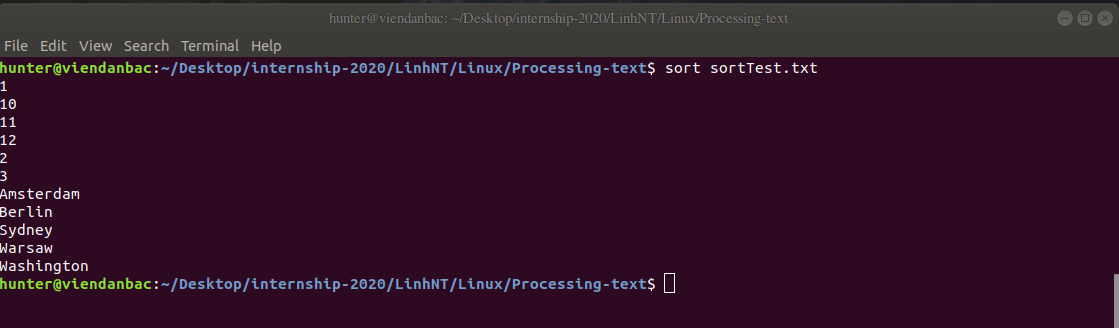 hunter@viendanbac: ~/Desktop/internship-2020/LinhNT/Linux/Processing-text
File Edit View Search Terminal Help
hunter@viendanbac:~/Desktop/internship-2020/LinhNT/Linux/Processing-text$ sort sortTest.txt
1
10
11
12
2
3
Amsterdam
Berlin
Sydney
Warsaw
Washington
hunter@viendanbac:~/Desktop/internship-2020/LinhNT/Linux/Processing-text$